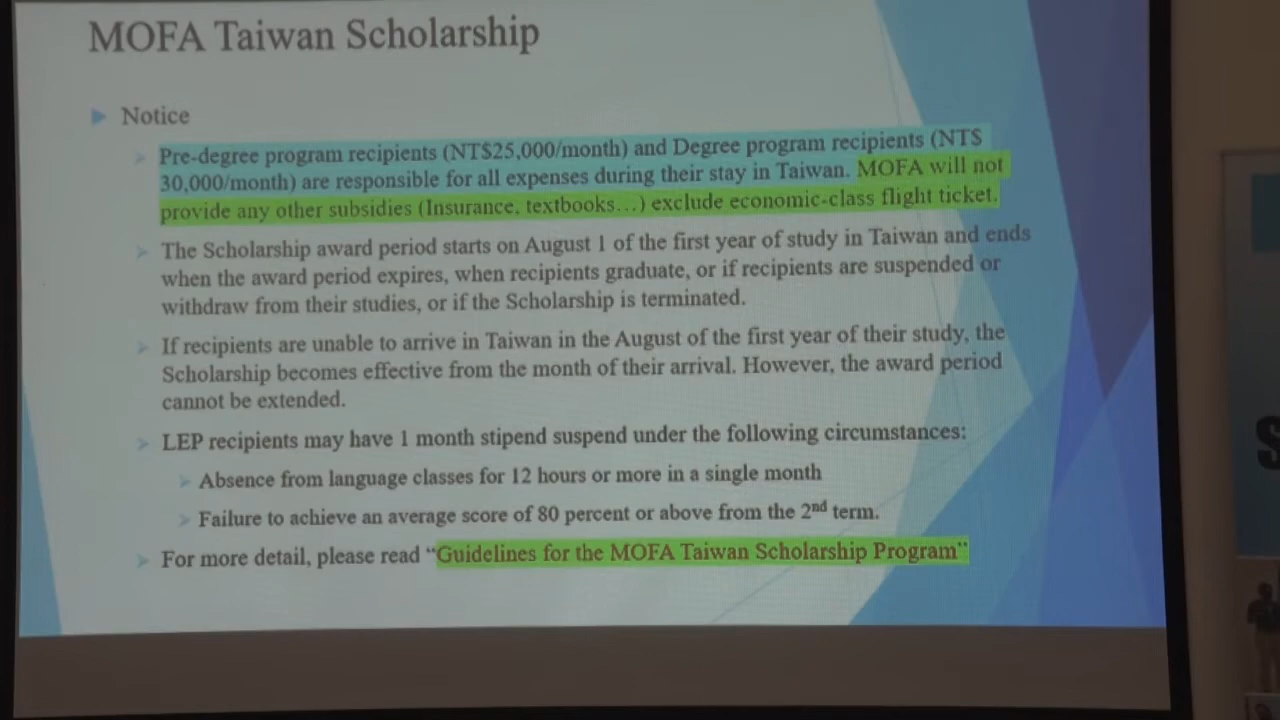 MOFA Taiwan Scholarship
Notice
Pre-degree program recipients (NT$25,000/month) and Degree program recipients (NT$
30,000/month) are responsible for all expenses during their stay in Taiwan. MOFA will not
provide any other subsidies (Insurance, textbooks…) exclude economic-class flight ticket.
The Scholarship award period starts on August 1 of the first year of study in Taiwan and ends
when the award period expires, when recipients graduate, or if recipients are suspended or
withdraw from their studies, or if the Scholarship is terminated.
If recipients are unable to arrive in Taiwan in the August of the first year of their study, the
Scholarship becomes effective from the month of their arrival. However, the award period
cannot be extended.
LEP recipients may have 1 month stipend suspend under the following circumstances:
Absence from language classes for 12 hours or more in a single month
Failure to achieve an average score of 80 percent or above from the 2nd term.
For more detail, please read “Guidelines for the MOFA Taiwan Scholarship Program”
S